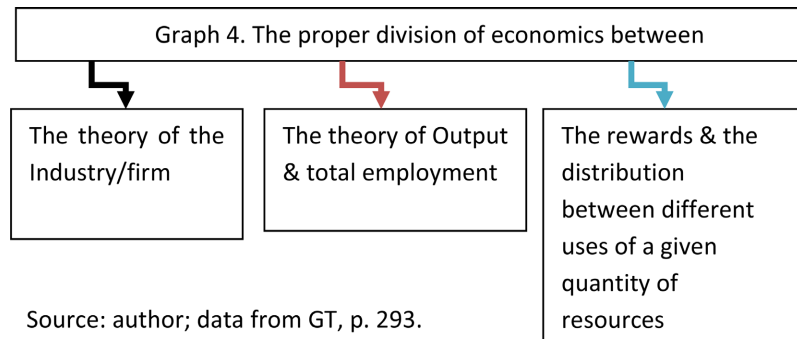 Graph 4. The proper division of economics between
The theory of the
Industry/firm
The theory of Output
& total employment
The rewards & the
distribution
between different
uses of a given
quantity of
resources
Source: author; data from GT, p. 293.